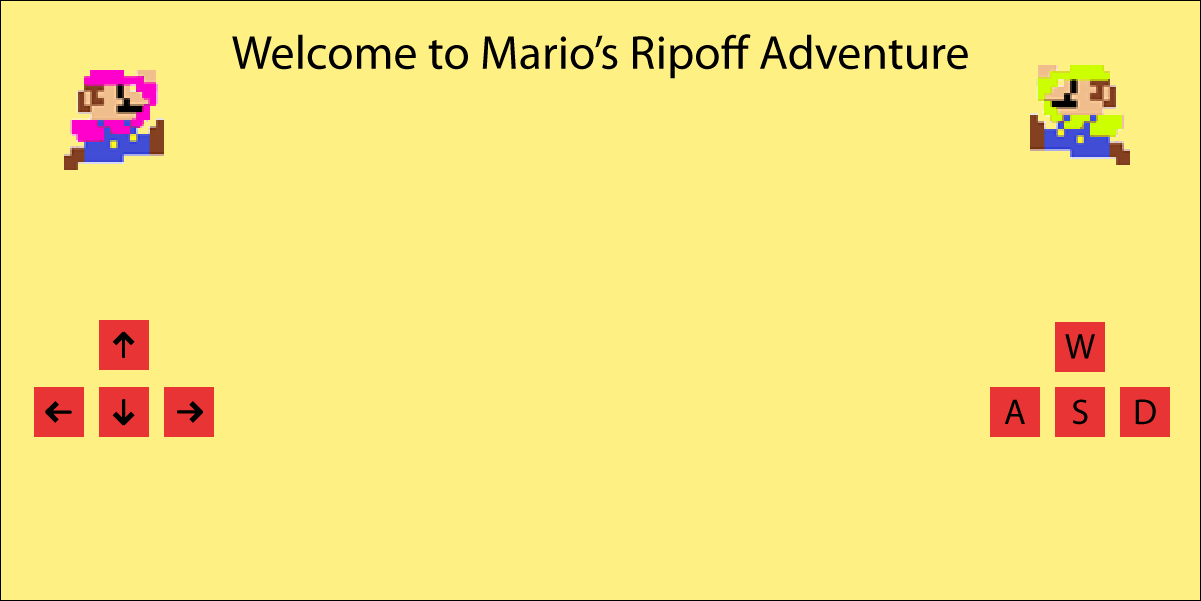 Welcome to Mario’s Ripoff Adventure
↑
W
← ↓ →
A S D